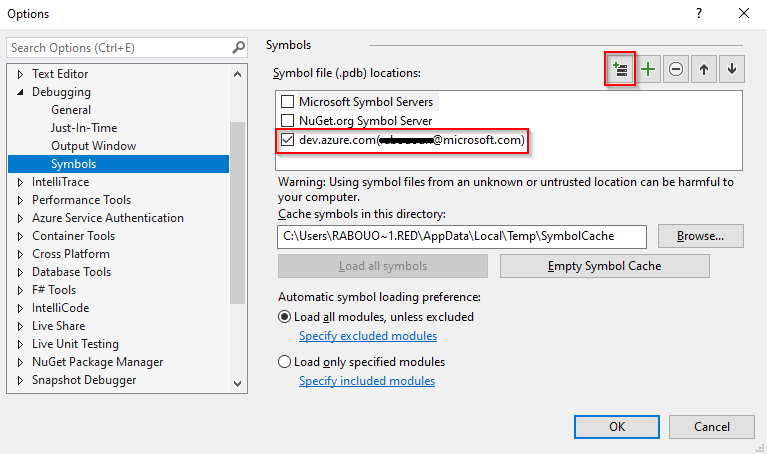 Options
?
Search Options (Ctrl+E)
Text Editor
Debugging
General
Just-In-Time
Output Window
Symbols
IntelliTrace
Performance Tools
Azure Service Authentication
Container Tools
Cross Platform
Database Tools
F# Tools
IntelliCode
Live Share
Live Unit Testing
NuGet Package Manager
Snapshot Debugger
Symbols
Symbol file (.pdb) locations:
Microsoft Symbol Servers
NuGet.org Symbol Server
dev.azure.com( @microsoft.com)
Warning: Using symbol files from an unknown or untrusted location can be harmful to
your computer.
Cache symbols in this directory:
C:\Users\RABOUO~1.RED\AppData\Local\Temp\SymbolCache
Browse...
Load all symbols
Empty Symbol Cache
Automatic symbol loading preference:
Load all modules, unless excluded
Specify excluded modules
Load only specified modules
Specify included modules
OK
Cancel